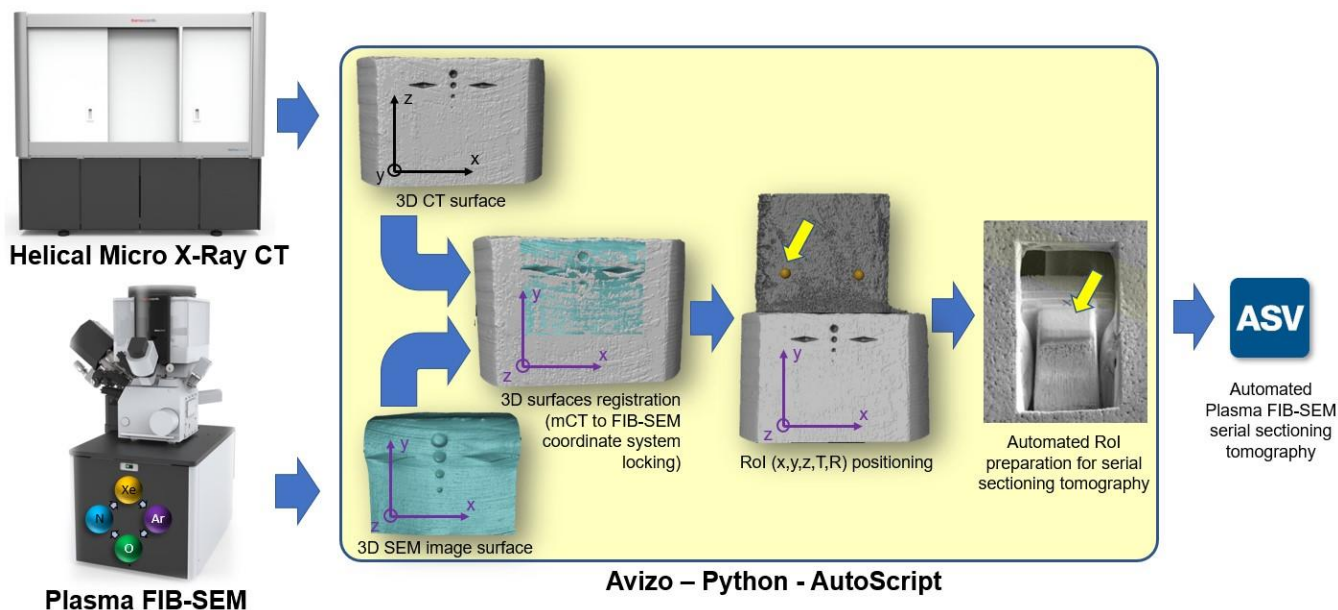 Helical Micro X-Ray CT
Xe
N
Ar
O
Plasma FIB-SEM
z
y
x
3D CT surface
y
z
x
3D SEM image surface
y
z
x
3D surfaces registration
(mCT to FIB-SEM
coordinate system
locking)
y
z
x
RoI (x,y,z,T,R) positioning
Automated RoI
preparation for serial
sectioning tomography
ASV
Automated
Plasma FIB-SEM
serial sectioning
tomography
Avizo – Python - AutoScript